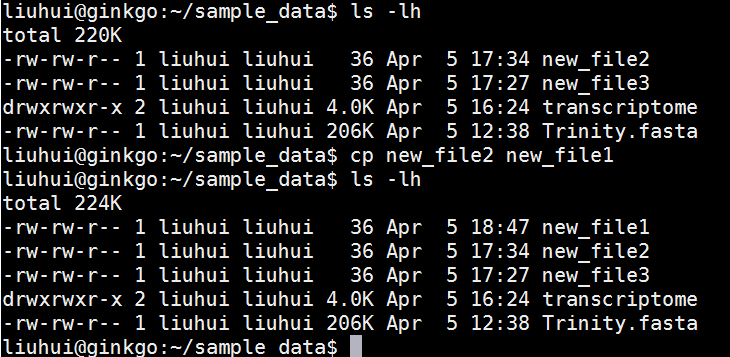 liuhui@ginkgo:~/sample_data$ ls -lh
total 220K
-rw-rw-r-- 1 liuhui liuhui   36 Apr  5 17:34 new_file2
-rw-rw-r-- 1 liuhui liuhui   36 Apr  5 17:27 new_file3
drwxrwxr-x 2 liuhui liuhui 4.0K Apr  5 16:24 transcriptome
-rw-rw-r-- 1 liuhui liuhui 206K Apr  5 12:38 Trinity.fasta
liuhui@ginkgo:~/sample_data$ cp new_file2 new_file1
liuhui@ginkgo:~/sample_data$ ls -lh
total 224K
-rw-rw-r-- 1 liuhui liuhui   36 Apr  5 18:47 new_file1
-rw-rw-r-- 1 liuhui liuhui   36 Apr  5 17:34 new_file2
-rw-rw-r-- 1 liuhui liuhui   36 Apr  5 17:27 new_file3
drwxrwxr-x 2 liuhui liuhui 4.0K Apr  5 16:24 transcriptome
-rw-rw-r-- 1 liuhui liuhui 206K Apr  5 12:38 Trinity.fasta
liuhui@ginkgo:~/sample_data$